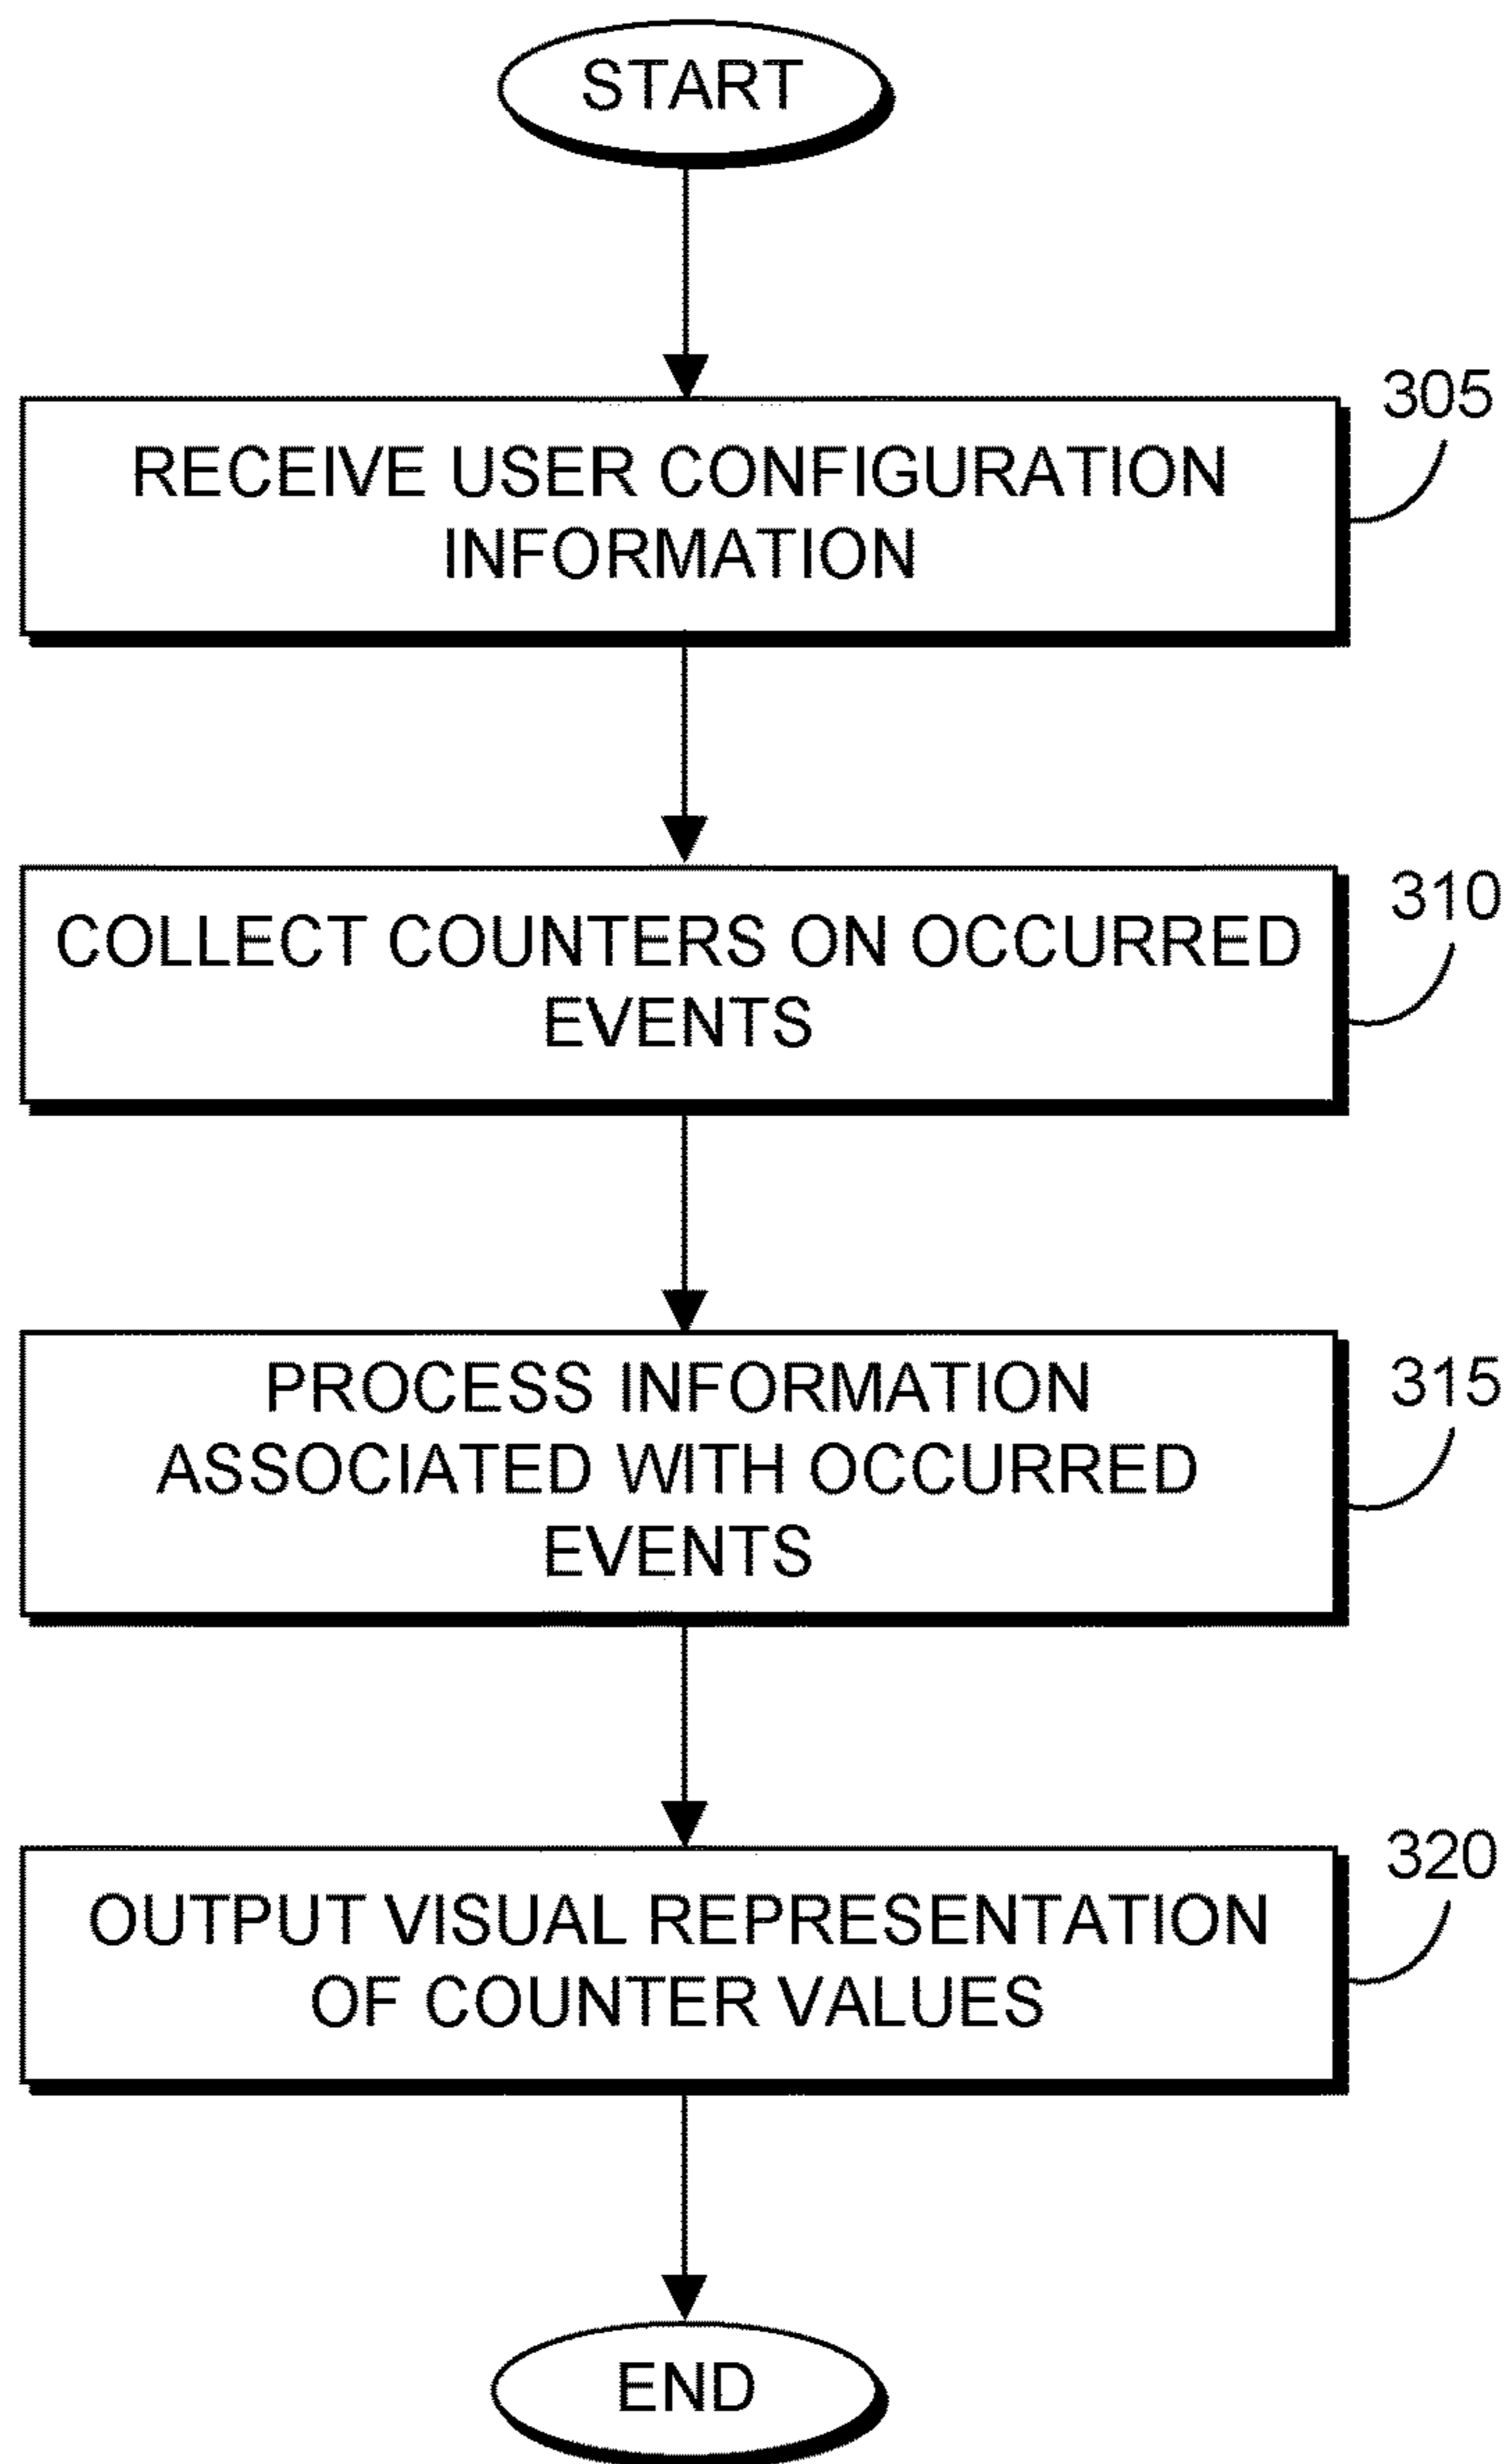 START
305
RECEIVE USER CONFIGURATION
INFORMATION
310
COLLECT COUNTERS ON OCCURRED
EVENTS
315
PROCESS INFORMATION
ASSOCIATED WITH OCCURRED
EVENTS
320
OUTPUT VISUAL REPRESENTATION
OF COUNTER VALUES
END